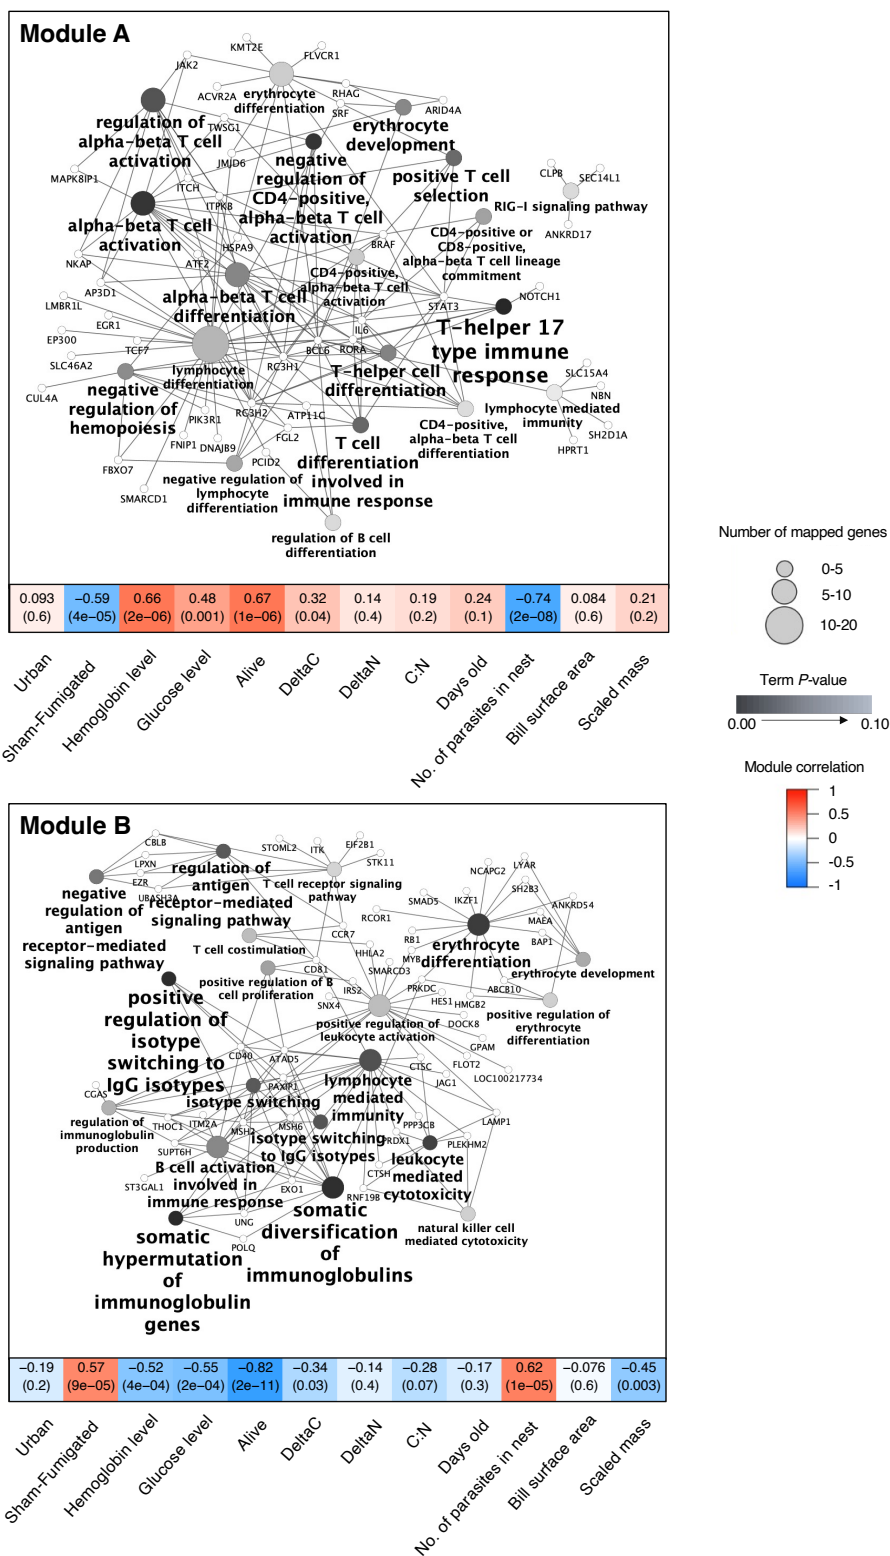 Module A
KMT2E
FLVCR1
JAK2
ACVR2A
erythrocyte
differentiation
RHAG
SRF
ARID4A
regulation of
alpha-beta T cell
activation
TWSG1
erythrocyte
development
JMJD6
negative
regulation of
CD4-positive,
alpha-beta T cell
activation
positive T cell
selection
CLPB
SEC14L1
RIG-I signaling pathway
ANKRD17
MAPK8IP1
ITCH
ITPKB
alpha-beta T cell
activation
HSPA9
BRAF
CD4-positive or
CD8-positive,
alpha-beta T cell lineage
commitment
NKAP
ATF2
CD4-positive,
alpha-beta T cell
activation
AP3D1
alpha-beta T cell
differentiation
NOTCH1
STAT3
LMBR1L
EGR1
IL6
T-helper 17
type immune
response
EP300
TCF7
BCL6
RORA
SLC46A2
RC3H1
lymphocyte
differentiation
T-helper cell
differentiation
SLC15A4
CUL4A
negative
regulation of
hemopoiesis
NBN
lymphocyte mediated
immunity
RC3H2
ATP11C
PIK3R1
CD4-positive,
alpha-beta T cell
differentiation
SH2D1A
HPRT1
FNIP1
DNAJB9
FGL2
PCID2
T cell
differentiation
involved in
immune response
FBXO7
negative regulation of
lymphocyte
differentiation
SMARCD1
regulation of B cell
differentiation
0.093 −0.59 0.66 0.48 0.67 0.32 0.14 0.19 0.24 −0.74 0.084 0.21
(0.6) (4e−05) (2e−06) (0.001) (1e−06) (0.04) (0.4) (0.2) (0.1) (2e−08) (0.6) (0.2)
Urban
Sham-Fumigated
Hemoglobin level
Glucose level
Alive
DeltaC
DeltaN
C:N
Days old
No. of parasites in nest
Bill surface area
Scaled mass
Number of mapped genes
0-5
5-10
10-20
Term P-value
0.00
0.10
Module correlation
1
0.5
0
-0.5
-1
Module B
CBLB
STOML2
ITK
EIF2B1
STK11
LPXN
EZR
UBASH3A
regulation of
antigen
receptor-mediated
signaling pathway
T cell receptor signaling
pathway
NCAPG2
LYAR
negative
regulation of
antigen
receptor-mediated
signaling pathway
SMAD5
IKZF1
SH2B3
ANKRD54
RCOR1
MAEA
CCR7
T cell costimulation
RB1
BAP1
HHLA2
MYB
erythrocyte
differentiation
CD81
SMARCD3
erythrocyte development
positive regulation of B
cell proliferation
IRS2
PRKDC
ABCB10
positive
regulation of
isotype
switching to
IgG isotypes
SNX4
HES1
HMGB2
positive regulation of
erythrocyte
differentiation
positive regulation of
leukocyte activation
DOCK8
GPAM
CD40
ATAD5
CTSC
FLOT2
LOC100217734
JAG1
PAXIP1
lymphocyte
mediated
immunity
CGAS
isotype switching
regulation of
immunoglobulin
production
THOC1
ITM2A
MSH2
MSH6
PPP3CB
LAMP1
PRDX1
PLEKHM2
isotype switching
to IgG isotypes
SUPT6H
leukocyte
mediated
cytotoxicity
B cell activation
involved in
immune response
CTSH
ST3GAL1
EXO1
RNF19B
UNG
somatic
diversification
of
immunoglobulins
natural killer cell
mediated cytotoxicity
POLQ
somatic
hypermutation
of
immunoglobulin
genes
−0.19 0.57 −0.52 −0.55 −0.82 −0.34 −0.14 −0.28 −0.17 0.62 −0.076 −0.45
(0.2) (9e−05) (4e−04) (2e−04) (2e−11) (0.03) (0.4) (0.07) (0.3) (1e−05) (0.6) (0.003)
Urban
Sham-Fumigated
Hemoglobin level
Glucose level
Alive
DeltaC
DeltaN
C:N
Days old
No. of parasites in nest
Bill surface area
Scaled mass